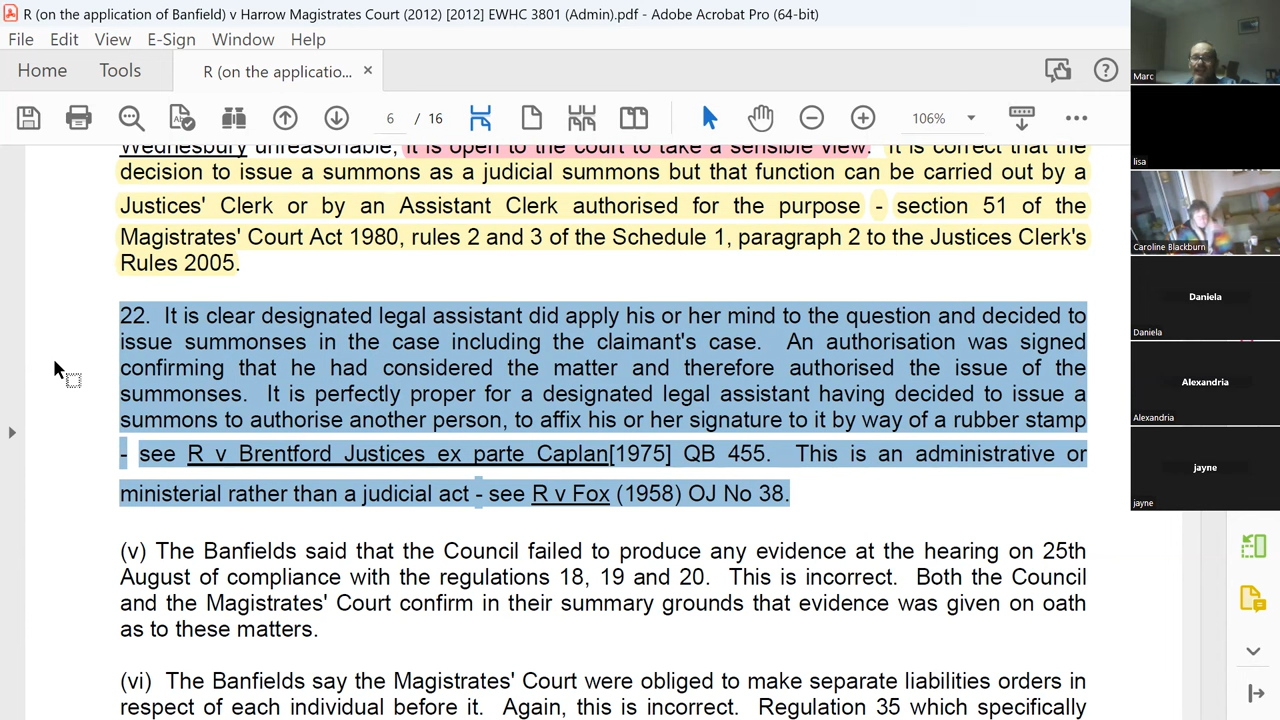 R (on the application of Banfield) v Harrow Magistrates Court (2012) [2012] EWHC 3801 (Admin).pdf - Adobe Acrobat Pro (64-bit)
File Edit View E-Sign Window Help
Home Tools R (on the applicatio... ×
6 / 16 106%
Wednesbury unreasonable, it is open to the court to take a sensible view. It is correct that the
decision to issue a summons as a judicial summons but that function can be carried out by a
Justices' Clerk or by an Assistant Clerk authorised for the purpose - section 51 of the
Magistrates' Court Act 1980, rules 2 and 3 of the Schedule 1, paragraph 2 to the Justices Clerk's
Rules 2005.
22. It is clear designated legal assistant did apply his or her mind to the question and decided to
issue summonses in the case including the claimant's case. An authorisation was signed
confirming that he had considered the matter and therefore authorised the issue of the
summonses. It is perfectly proper for a designated legal assistant having decided to issue a
summons to authorise another person, to affix his or her signature to it by way of a rubber stamp
- see R v Brentford Justices ex parte Caplan[1975] QB 455. This is an administrative or
ministerial rather than a judicial act - see R v Fox (1958) OJ No 38.
(v) The Banfields said that the Council failed to produce any evidence at the hearing on 25th
August of compliance with the regulations 18, 19 and 20. This is incorrect. Both the Council
and the Magistrates' Court confirm in their summary grounds that evidence was given on oath
as to these matters.
(vi) The Banfields say the Magistrates' Court were obliged to make separate liabilities orders in
respect of each individual before it. Again, this is incorrect. Regulation 35 which specifically
Marc
lisa
Caroline Blackburn
Daniela
Daniela
Alexandria
Alexandria
jayne
jayne